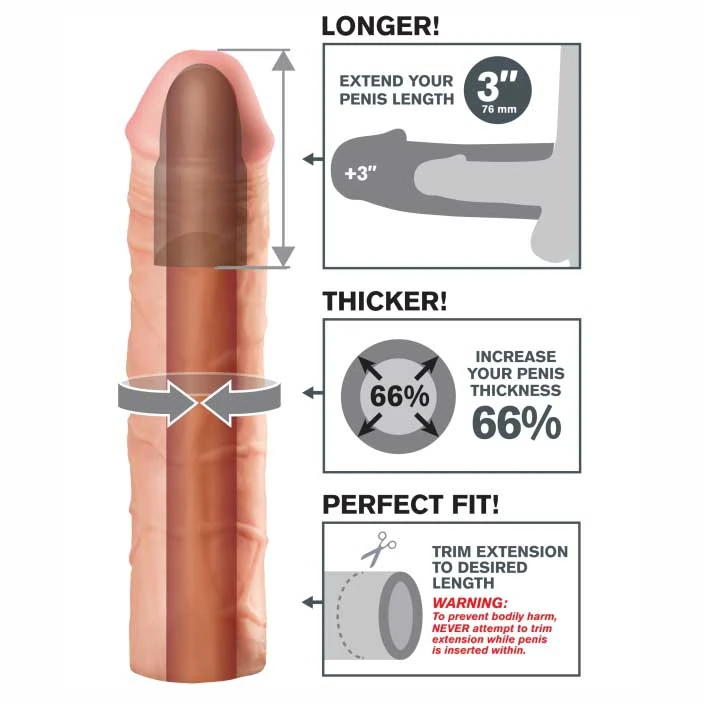 LONGER!
EXTEND YOUR
PENIS LENGTH
3"
76 mm
+3"
THICKER!
66%
INCREASE
YOUR PENIS
THICKNESS
66%
PERFECT FIT!
TRIM EXTENSION
TO DESIRED
LENGTH
WARNING:
To prevent bodily harm,
NEVER attempt to trim
extension while penis
is inserted within.